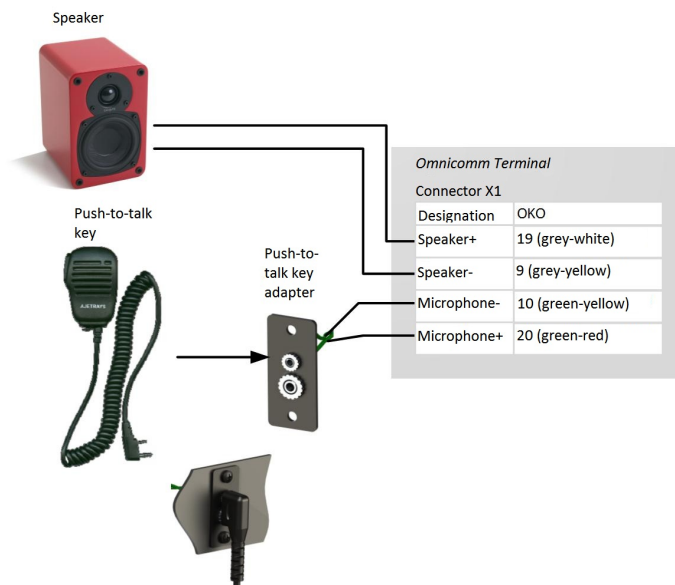 Speaker
Omnicomm Terminal
Connector X1
Designation OKO
Speaker+ 19 (grey-white)
Speaker- 9 (grey-yellow)
Microphone- 10 (green-yellow)
Microphone+ 20 (green-red)
Push-to-talk
key
Push-to-
talk key
adapter
AJETRAYS